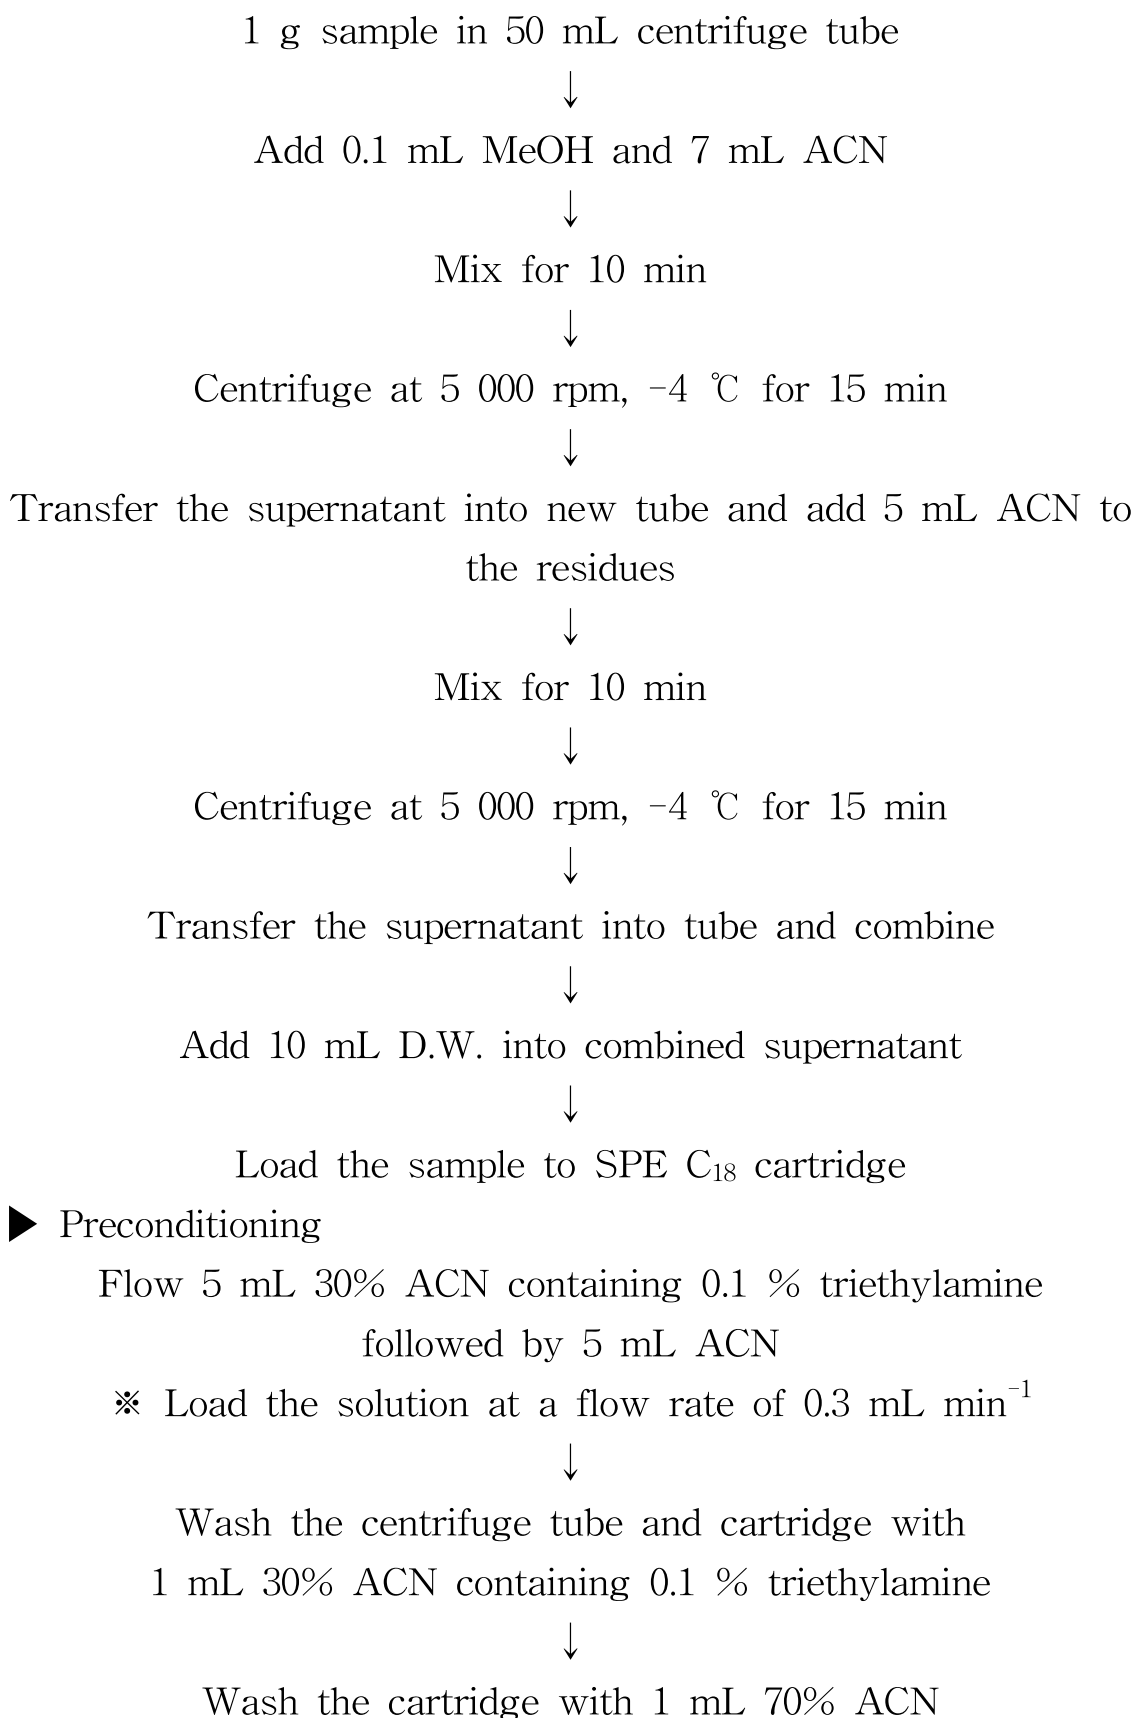 1 g sample in 50 mL centrifuge tube
↓
Add 0.1 mL MeOH and 7 mL ACN
↓
Mix for 10 min
↓
Centrifuge at 5 000 rpm, -4 ℃ for 15 min
↓
Transfer the supernatant into new tube and add 5 mL ACN to
the residues
↓
Mix for 10 min
↓
Centrifuge at 5 000 rpm, -4 ℃ for 15 min
↓
Transfer the supernatant into tube and combine
↓
Add 10 mL D.W. into combined supernatant
↓
Load the sample to SPE C₁₈ cartridge
▶ Preconditioning
Flow 5 mL 30% ACN containing 0.1 % triethylamine
followed by 5 mL ACN
※ Load the solution at a flow rate of 0.3 mL min⁻¹
↓
Wash the centrifuge tube and cartridge with
1 mL 30% ACN containing 0.1 % triethylamine
↓
Wash the cartridge with 1 mL 70% ACN